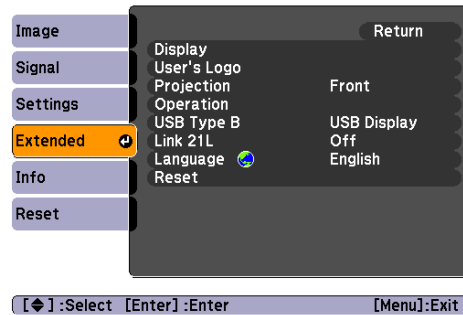 Image
Signal
Settings
Extended
Info
Reset
Return
Display
User's Logo
Projection Front
Operation
USB Type B USB Display
Link 21L Off
Language English
Reset
[◆] :Select [Enter] :Enter [Menu]:Exit